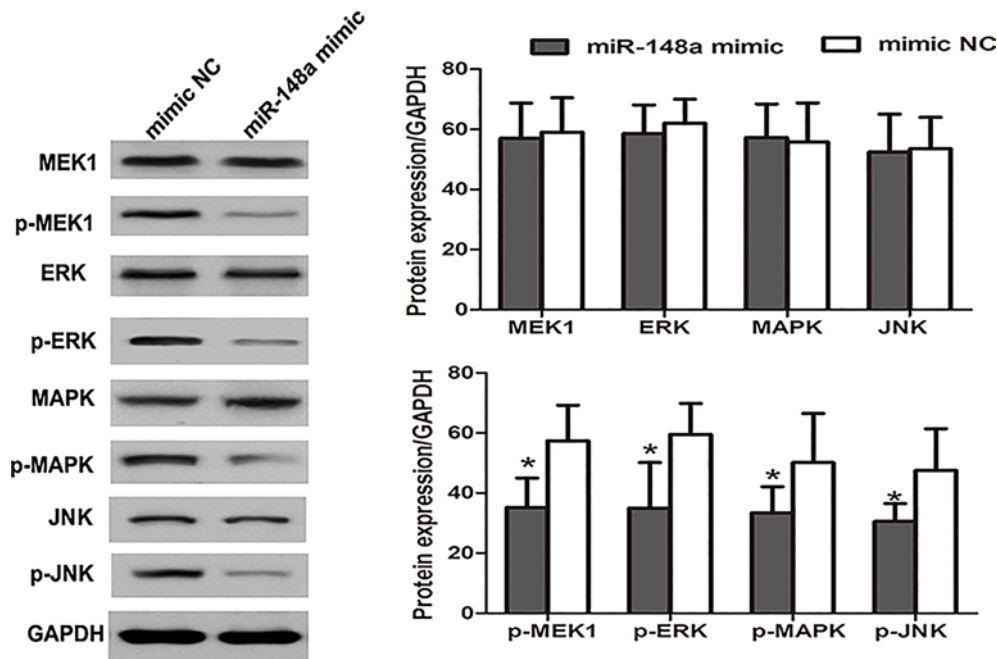 mimic NC
miR-148a mimic
MEK1
p-MEK1
ERK
p-ERK
MAPK
p-MAPK
JNK
p-JNK
GAPDH
miR-148a mimic mimic NC
Protein expression/GAPDH
80
60
40
20
0
MEK1 ERK MAPK JNK
Protein expression/GAPDH
80
60
40
20
0
* * * *
p-MEK1 p-ERK p-MAPK p-JNK